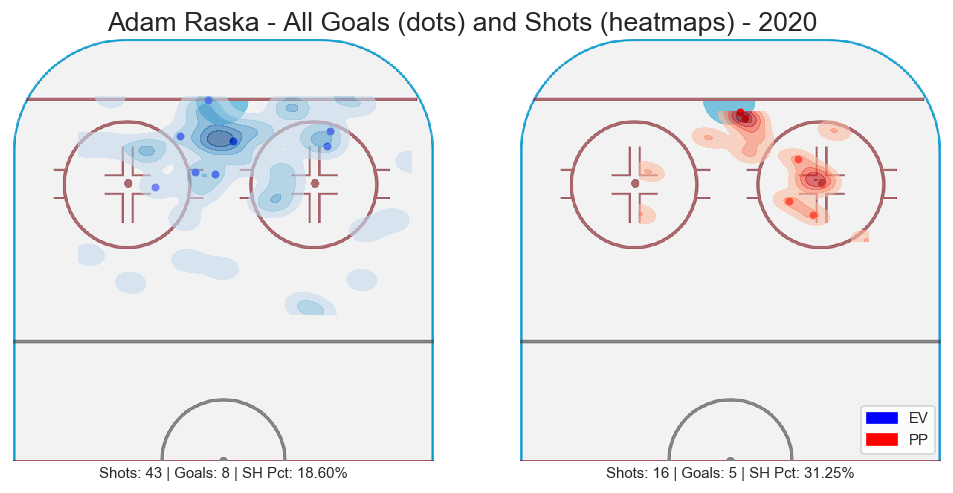 Adam Raska - All Goals (dots) and Shots (heatmaps) - 2020
EV
PP
Shots: 43 | Goals: 8 | SH Pct: 18.60%
Shots: 16 | Goals: 5 | SH Pct: 31.25%